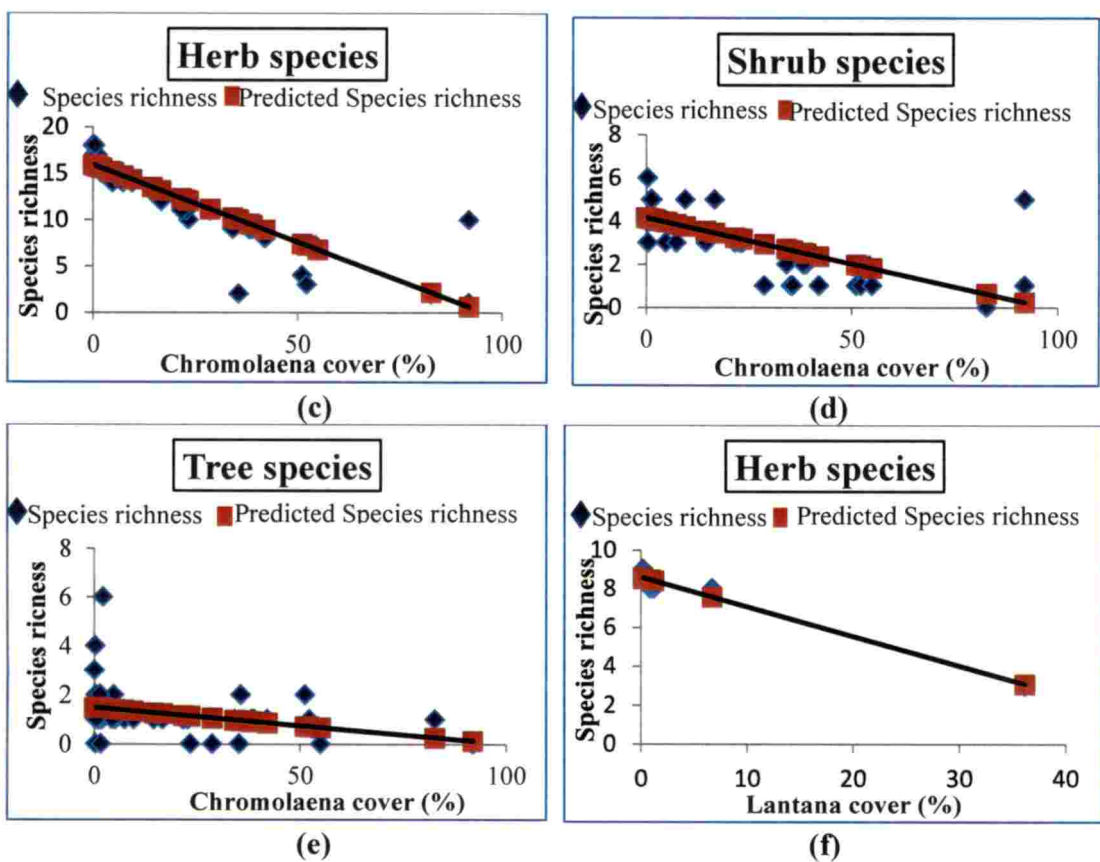 Herb species
Species richness Predicted Species richness
20
15
10
5
0
Species richness
0 50 100
Chromolaena cover (%)
(c)
Shrub species
Species richness Predicted Species richness
8
6
4
2
0
Species richness
0 50 100
Chromolaena cover (%)
(d)
Tree species
Species richness Predicted Species richness
8
6
4
2
0
Species ricness
0 50 100
Chromolaena cover (%)
(e)
Herb species
Species richness Predicted Species richness
10
8
6
4
2
0
Species richness
0 10 20 30 40
Lantana cover (%)
(f)